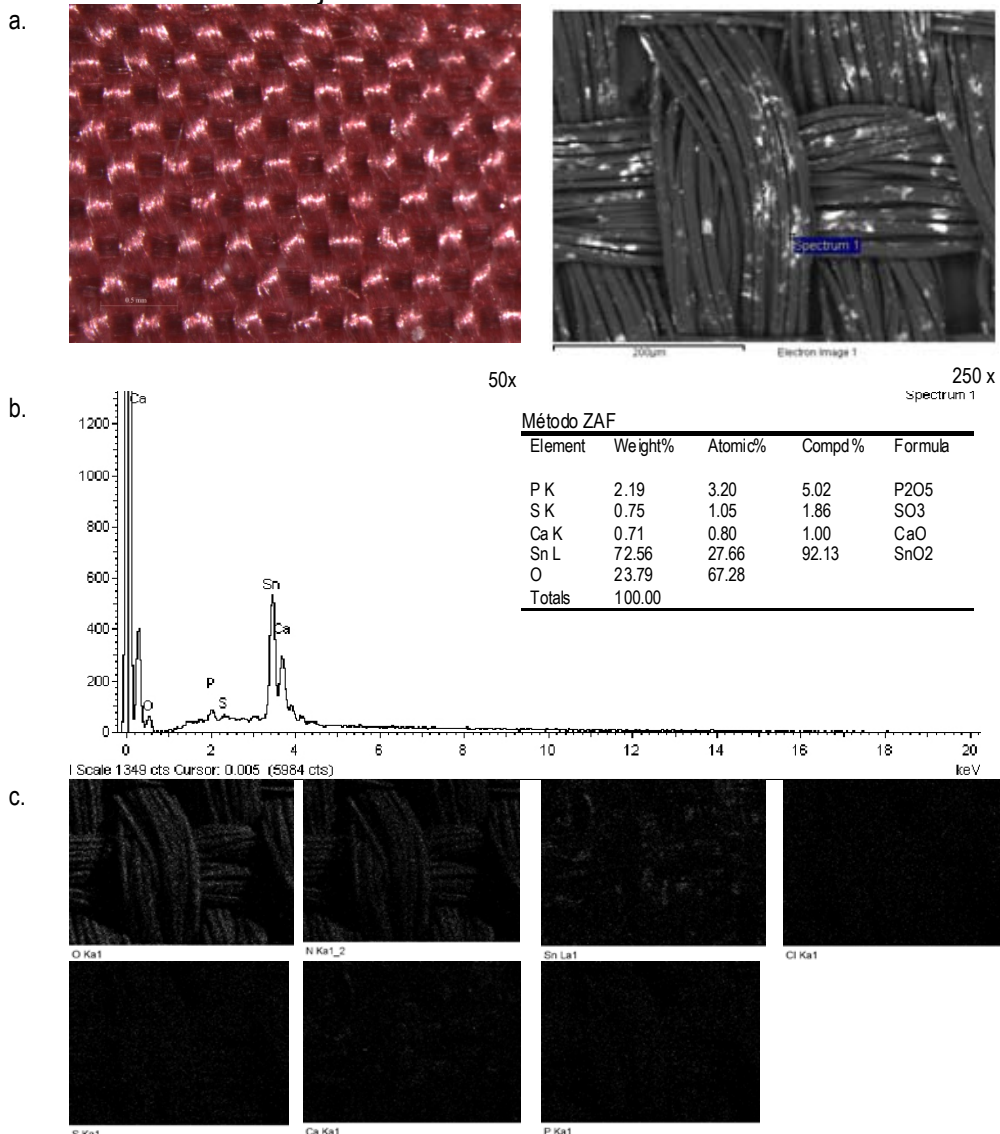 a.
0.5 mm
Spectrum 1
200µm Electron Image 1
50x
250 x
b.
Spectrum 1
Ca
1200
1000
800
600
400
200
0
O
P
S
Sn
Ca
0 2 4 6 8 10 12 14 16 18 20
l Scale 1349 cts Cursor: 0.005 (5984 cts) keV
Método ZAF
Element Weight% Atomic% Compd% Formula
P K 2.19 3.20 5.02 P2O5
S K 0.75 1.05 1.86 SO3
Ca K 0.71 0.80 1.00 CaO
Sn L 72.56 27.66 92.13 SnO2
O 23.79 67.28
Totals 100.00
c.
O Ka1 N Ka1_2 Sn La1 Cl Ka1
S Ka1 Ca Ka1 P Ka1